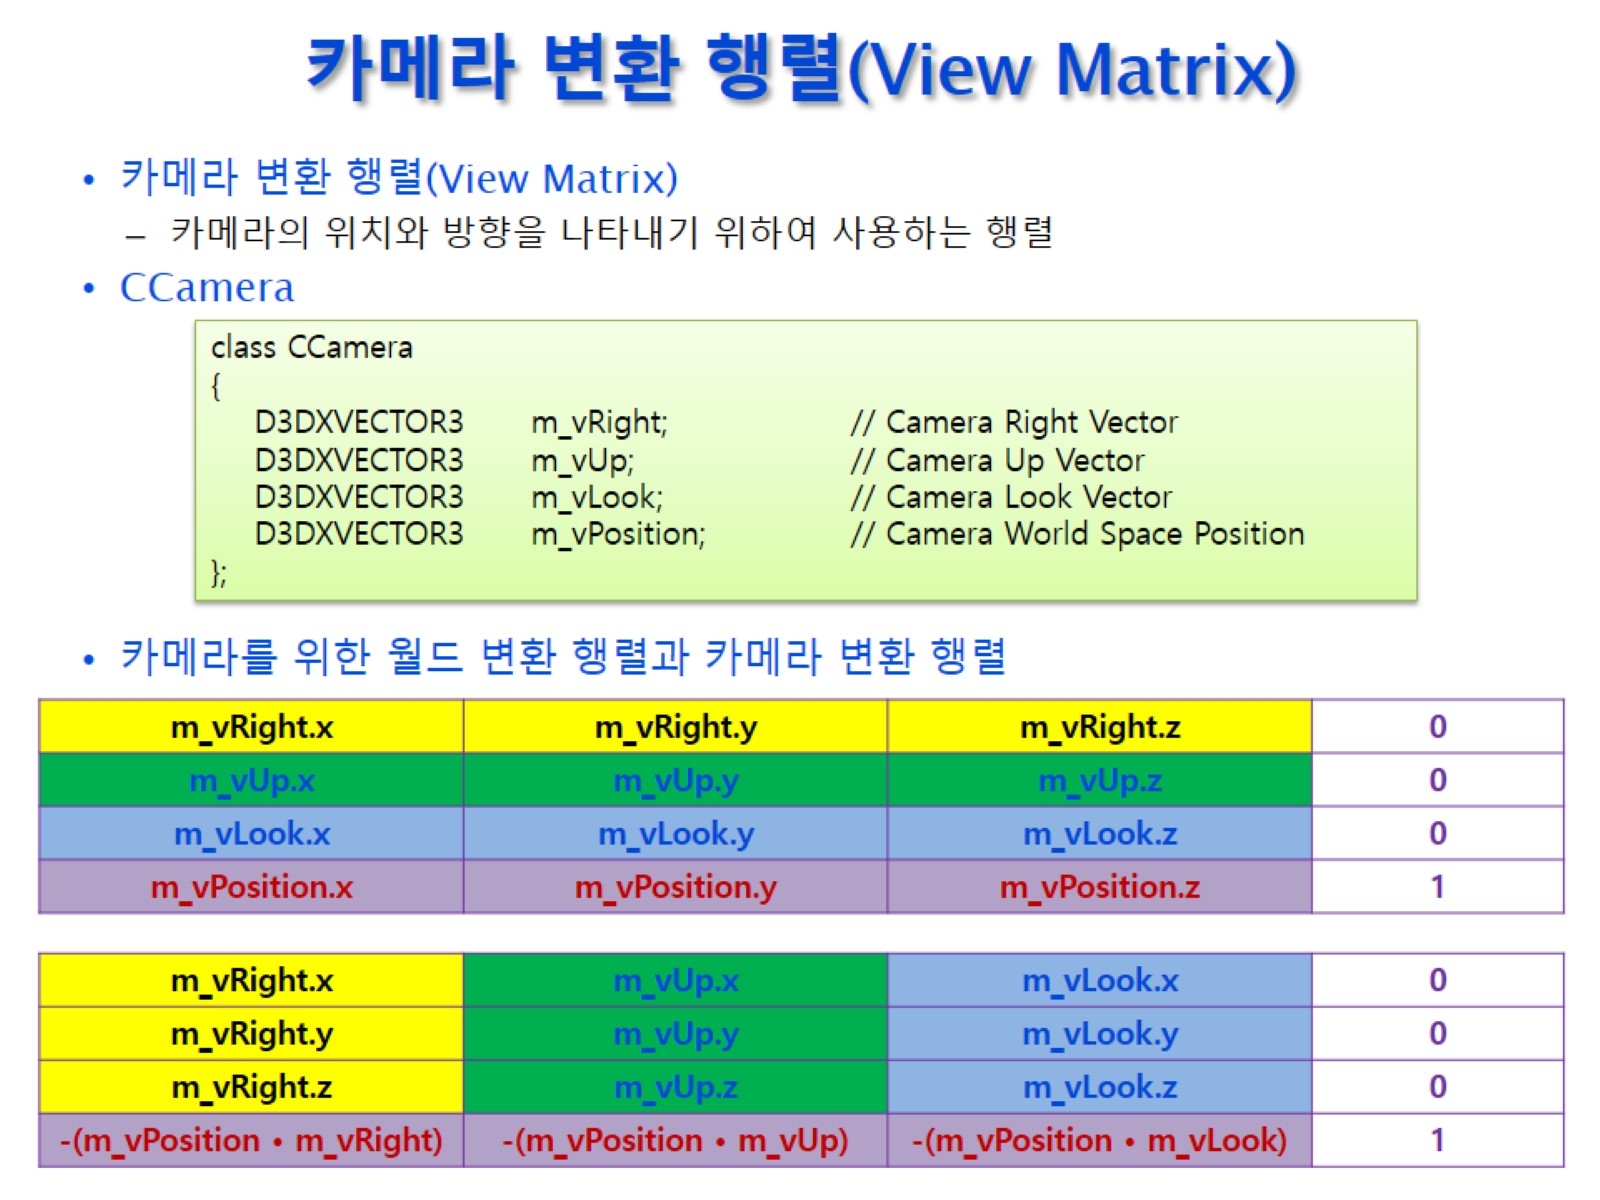 카메라 변환 행렬(View Matrix)
• 카메라 변환 행렬(View Matrix)
– 카메라의 위치와 방향을 나타내기 위하여 사용하는 행렬
• CCamera
class CCamera
{
D3DXVECTOR3 m_vRight; // Camera Right Vector
D3DXVECTOR3 m_vUp; // Camera Up Vector
D3DXVECTOR3 m_vLook; // Camera Look Vector
D3DXVECTOR3 m_vPosition; // Camera World Space Position
};
• 카메라를 위한 월드 변환 행렬과 카메라 변환 행렬
m_vRight.x m_vRight.y m_vRight.z 0
m_vUp.x m_vUp.y m_vUp.z 0
m_vLook.x m_vLook.y m_vLook.z 0
m_vPosition.x m_vPosition.y m_vPosition.z 1
m_vRight.x m_vUp.x m_vLook.x 0
m_vRight.y m_vUp.y m_vLook.y 0
m_vRight.z m_vUp.z m_vLook.z 0
-(m_vPosition • m_vRight) -(m_vPosition • m_vUp) -(m_vPosition • m_vLook) 1